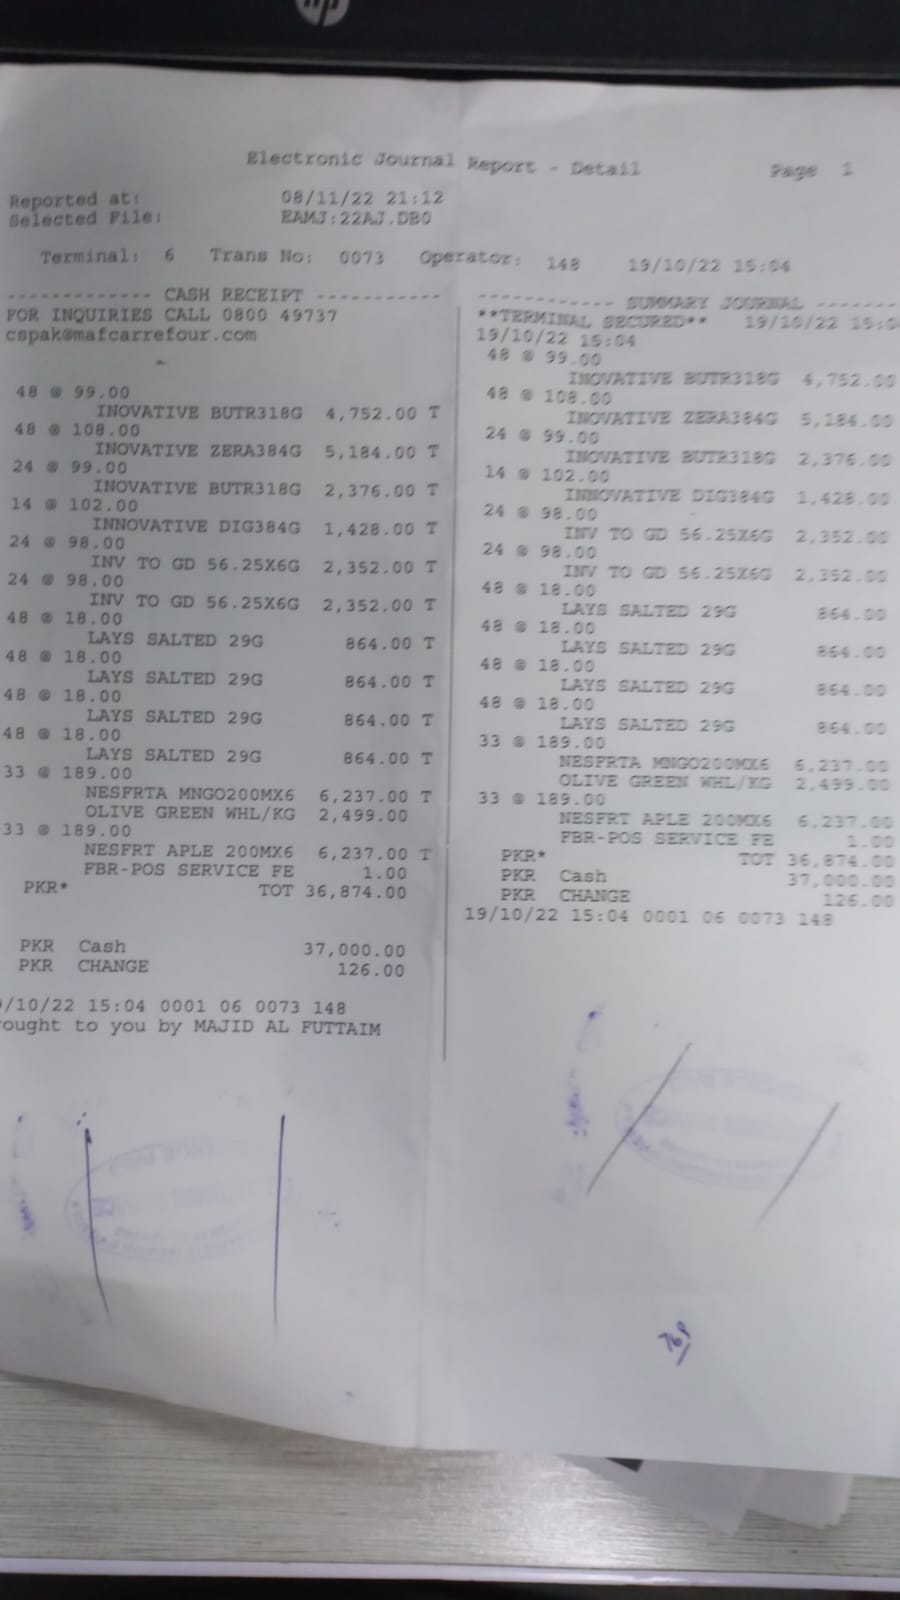 hp
Electronic Journal Report - Detail Page 1
Reported at: 08/11/22 21:12
Selected File: EAMJ:22AJ.DB0
Terminal: 6 Trans No: 0073 Operator: 148 19/10/22 15:04
------------- CASH RECEIPT -----------
FOR INQUIRIES CALL 0800 49737
cspak@mafcarrefour.com
48 @ 99.00
INOVATIVE BUTR318G 4,752.00 T
48 @ 108.00
INOVATIVE ZERA384G 5,184.00 T
24 @ 99.00
INOVATIVE BUTR318G 2,376.00 T
14 @ 102.00
INNOVATIVE DIG384G 1,428.00 T
24 @ 98.00
INV TO GD 56.25X6G 2,352.00 T
24 @ 98.00
INV TO GD 56.25X6G 2,352.00 T
48 @ 18.00
LAYS SALTED 29G 864.00 T
48 @ 18.00
LAYS SALTED 29G 864.00 T
48 @ 18.00
LAYS SALTED 29G 864.00 T
48 @ 18.00
LAYS SALTED 29G 864.00 T
33 @ 189.00
NESFRTA MNGO200MX6 6,237.00 T
OLIVE GREEN WHL/KG 2,499.00
33 @ 189.00
NESFRT APLE 200MX6 6,237.00 T
FBR-POS SERVICE FE 1.00
PKR* TOT 36,874.00
PKR Cash 37,000.00
PKR CHANGE 126.00
9/10/22 15:04 0001 06 0073 148
rought to you by MAJID AL FUTTAIM
------------ SUMMARY JOURNAL -------
**TERMINAL SECURED** 19/10/22 15:0
19/10/22 15:04
48 @ 99.00
INOVATIVE BUTR318G 4,752.00
48 @ 108.00
INOVATIVE ZERA384G 5,184.00
24 @ 99.00
INOVATIVE BUTR318G 2,376.00
14 @ 102.00
INNOVATIVE DIG384G 1,428.00
24 @ 98.00
INV TO GD 56.25X6G 2,352.00
24 @ 98.00
INV TO GD 56.25X6G 2,352.00
48 @ 18.00
LAYS SALTED 29G 864.00
48 @ 18.00
LAYS SALTED 29G 864.00
48 @ 18.00
LAYS SALTED 29G 864.00
48 @ 18.00
LAYS SALTED 29G 864.00
33 @ 189.00
NESFRTA MNGO200MX6 6,237.00
OLIVE GREEN WHL/KG 2,499.00
33 @ 189.00
NESFRT APLE 200MX6 6,237.00
FBR-POS SERVICE FE 1.00
PKR* TOT 36,874.00
PKR Cash 37,000.00
PKR CHANGE 126.00
19/10/22 15:04 0001 06 0073 148